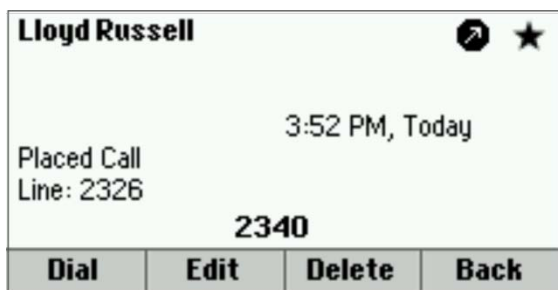 Lloyd Russell
3:52 PM, Today
Placed Call
Line: 2326
2340
Dial Edit Delete Back